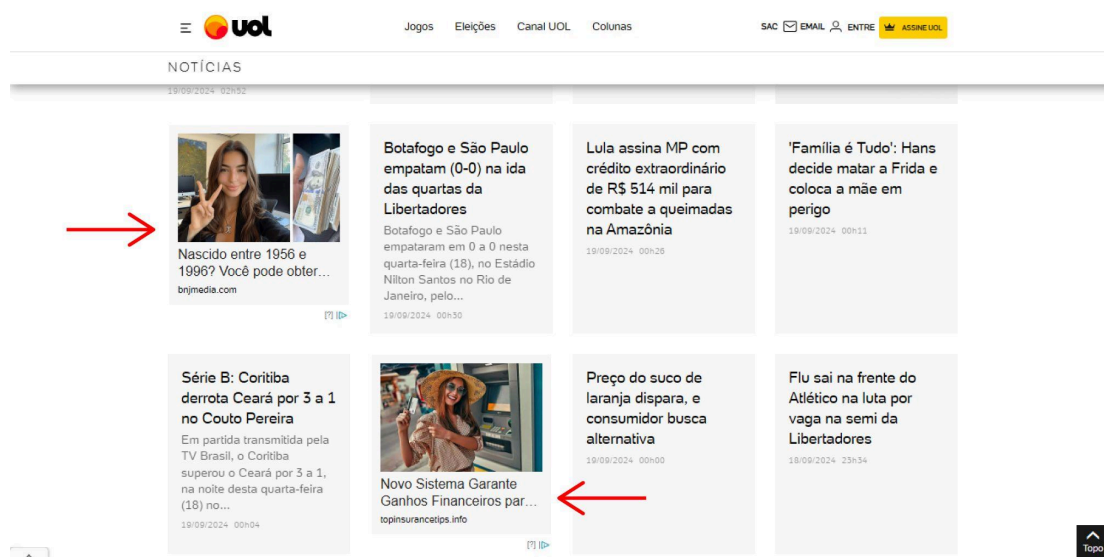 uol
Jogos Eleições Canal UOL Colunas
SAC EMAIL ENTRE ASSINE UOL
NOTÍCIAS
19/09/2024 02h52
Nascido entre 1956 e
1996? Você pode obter...
bnjmedia.com
[?]
Botafogo e São Paulo
empatam (0-0) na ida
das quartas da
Libertadores
Botafogo e São Paulo
empataram em 0 a 0 nesta
quarta-feira (18), no Estádio
Nilton Santos no Rio de
Janeiro, pelo...
19/09/2024 00h30
Lula assina MP com
crédito extraordinário
de R$ 514 mil para
combate a queimadas
na Amazônia
19/09/2024 00h26
'Família é Tudo': Hans
decide matar a Frida e
coloca a mãe em
perigo
19/09/2024 00h11
Série B: Coritiba
derrota Ceará por 3 a 1
no Couto Pereira
Em partida transmitida pela
TV Brasil, o Coritiba
superou o Ceará por 3 a 1,
na noite desta quarta-feira
(18) no...
19/09/2024 00h04
Novo Sistema Garante
Ganhos Financeiros par...
topinsurancetips.info
[?]
Preço do suco de
laranja dispara, e
consumidor busca
alternativa
19/09/2024 00h00
Flu sai na frente do
Atlético na luta por
vaga na semi da
Libertadores
18/09/2024 23h34
Topo